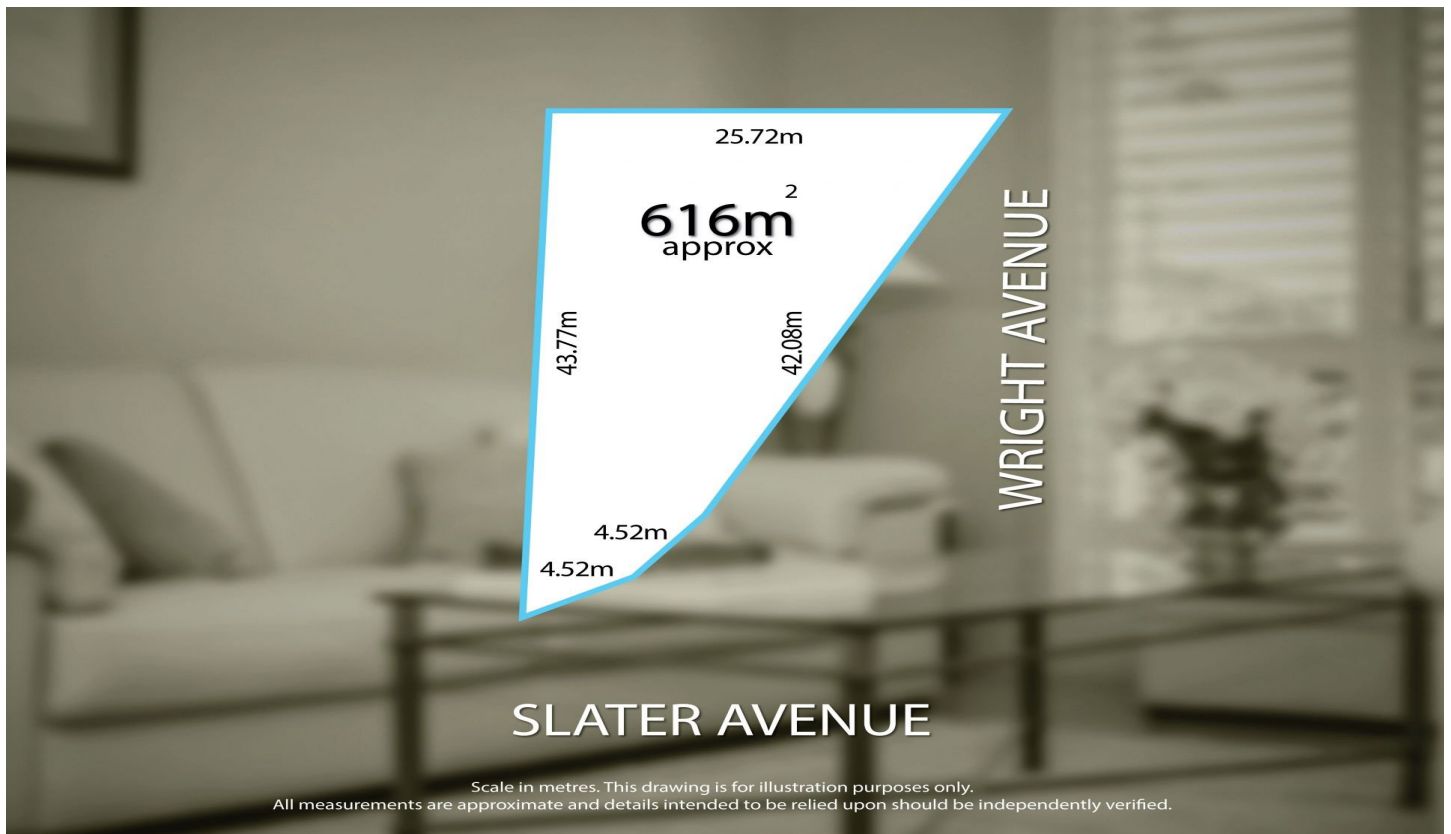 25.72m
616m²
approx
43.77m
42.08m
WRIGHT AVENUE
4.52m
4.52m
SLATER AVENUE
Scale in metres. This drawing is for illustration purposes only.
All measurements are approximate and details intended to be relied upon should be independently verified.